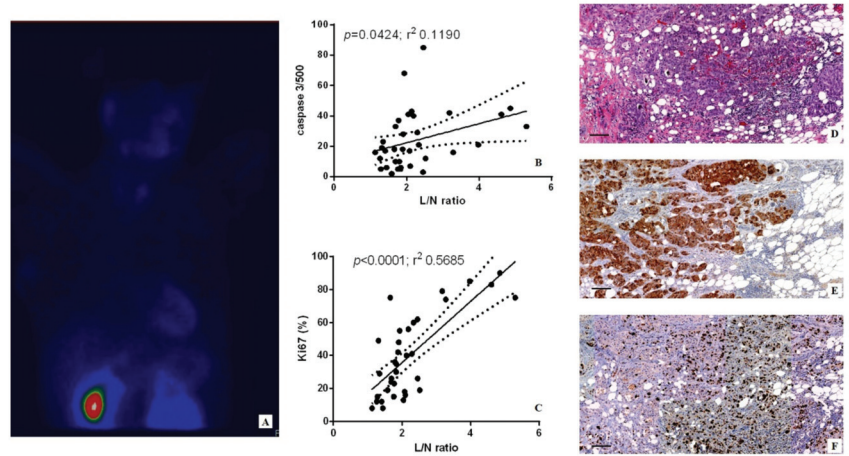 A
p=0.0424; r² 0.1190
caspase 3/500
100
80
60
40
20
0
0
2
4
6
L/N ratio
B
p<0.0001; r² 0.5685
Ki67 (%)
100
80
60
40
20
0
0
2
4
6
L/N ratio
C
D
E
F